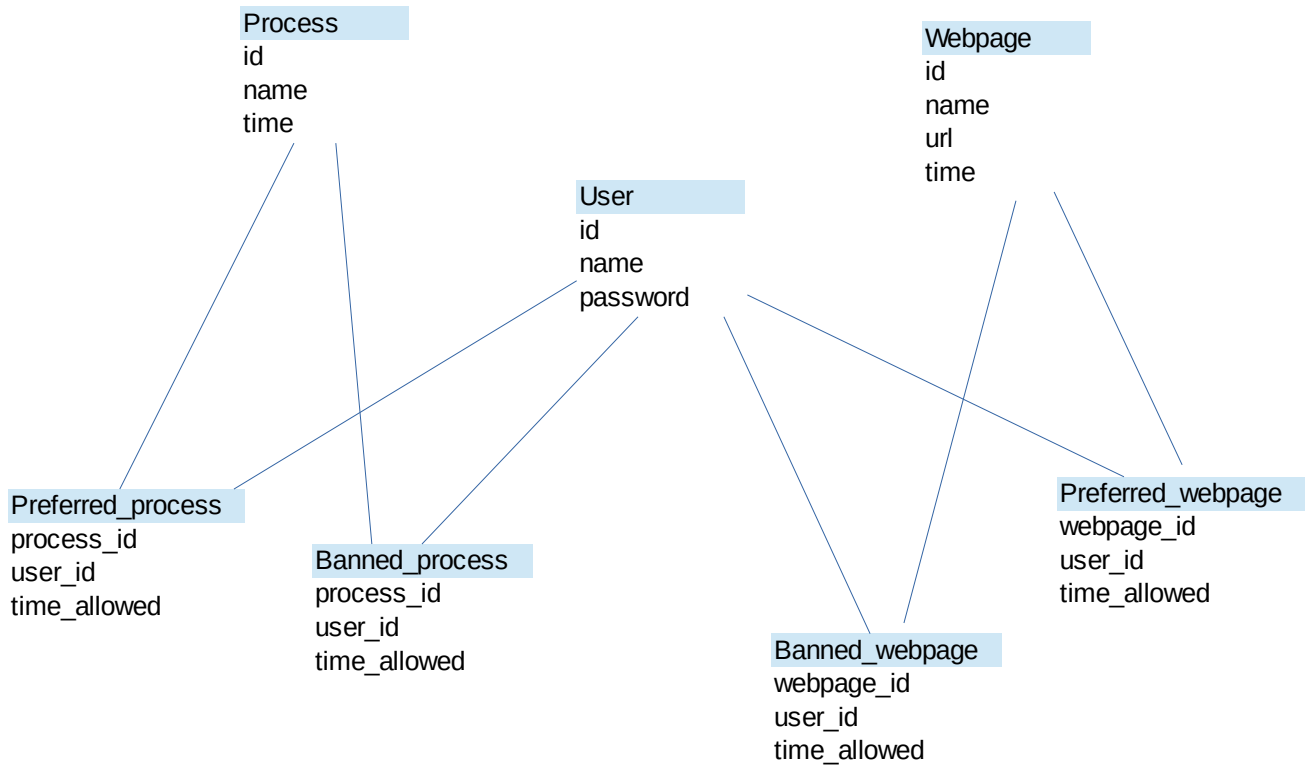 Process
id
name
time
Webpage
id
name
url
time
User
id
name
password
Preferred_process
process_id
user_id
time_allowed
Banned_process
process_id
user_id
time_allowed
Preferred_webpage
webpage_id
user_id
time_allowed
Banned_webpage
webpage_id
user_id
time_allowed